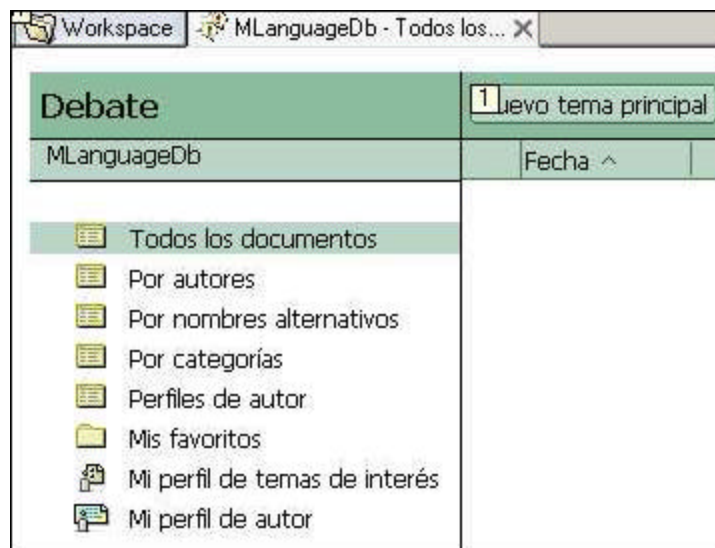 Workspace
MLanguageDb - Todos los...
Debate
1
uevo tema principal
MLanguageDb
Fecha
Todos los documentos
Por autores
Por nombres alternativos
Por categorías
Perfiles de autor
Mis favoritos
Mi perfil de temas de interés
Mi perfil de autor